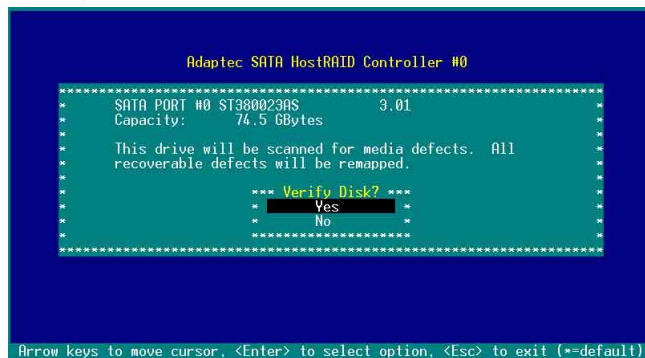 Adaptec SATA HostRAID Controller #0
SATA PORT #0 ST380023AS 3.01
Capacity: 74.5 GBytes
This drive will be scanned for media defects. All
recoverable defects will be remapped.
*** Verify Disk? ***
Yes
No
Arrow keys to move cursor, <Enter> to select option, <Esc> to exit (*=default)